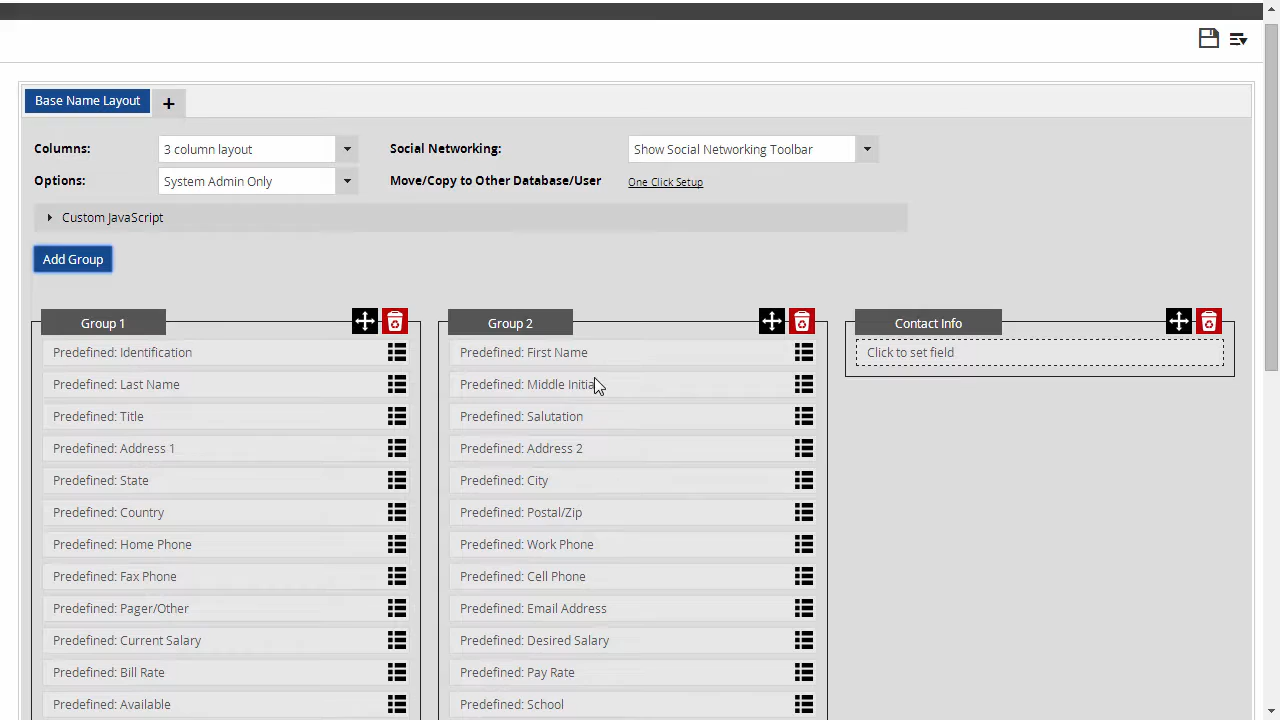 Base Name Layout
+
Columns:
3 column layout
Social Networking:
Show Social Networking Toolbar
Options:
System Admin Only
Move/Copy to Other Database/User
One Click Setup
Custom JavaScript
Add Group
Group 1
Predefined: Identification
Predefined: Last Name
Predefined: Title
Predefined: Address 1
Predefined: State
Predefined: Country
Predefined: Home Phone
Predefined: Fax Phone
Predefined: Pager/Other
Predefined: Current Salary
Predefined: Bill Rate
Predefined: Available
Group 2
Predefined: First Name
Predefined: Middle Initial
Predefined: Salutation
Predefined: Address 2
Predefined: City
Predefined: Postal/Zip
Predefined: Work Phone
Predefined: Cell Phone
Predefined: Email Address
Predefined: Desired Salary
Predefined: Pay Rate
Predefined: School
Contact Info
Click to set field